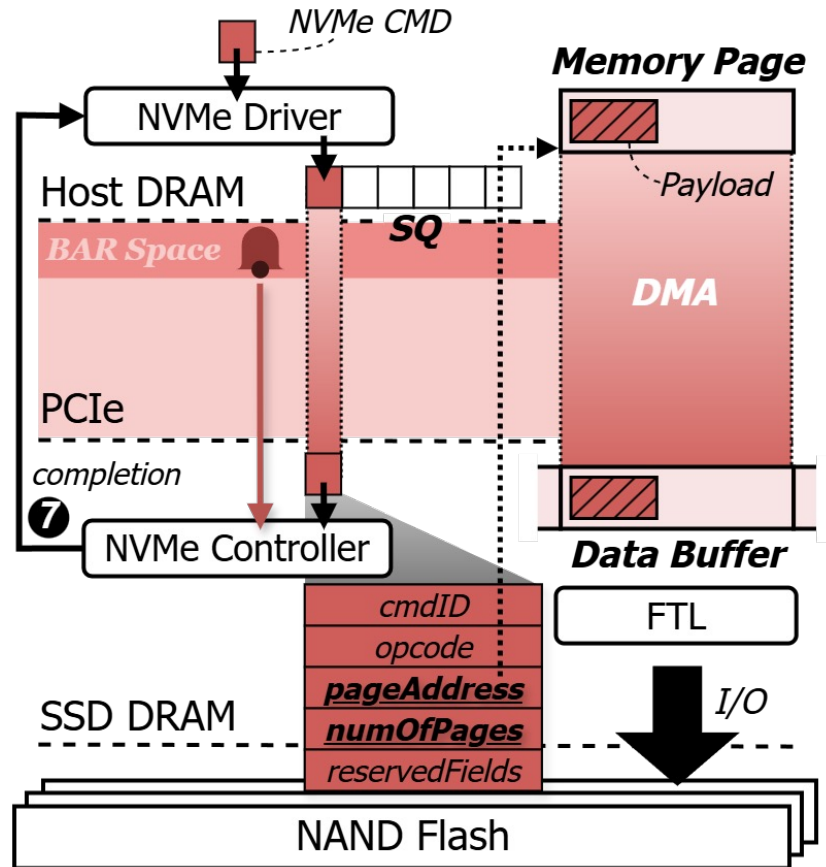 NVMe CMD
Memory Page
NVMe Driver
Payload
Host DRAM
SQ
BAR Space
DMA
PCIe
completion
7
NVMe Controller
Data Buffer
cmdID
FTL
opcode
pageAddress
I/O
SSD DRAM
numOfPages
reservedFields
NAND Flash